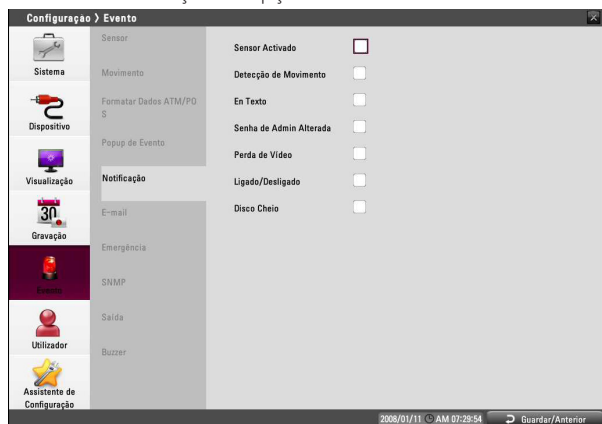 Configuração > Evento
Sistema
Dispositivo
Visualização
30
Gravação
Evento
Utilizador
Assistente de
Configuração
Sensor
Movimento
Formatar Dados ATM/PO
S
Popup de Evento
Notificação
E-mail
Emergência
SNMP
Saída
Buzzer
Sensor Activado
Detecção de Movimento
En Texto
Senha de Admin Alterada
Perda de Vídeo
Ligado/Desligado
Disco Cheio
2008/01/11 AM 07:29:54
Guardar/Anterior